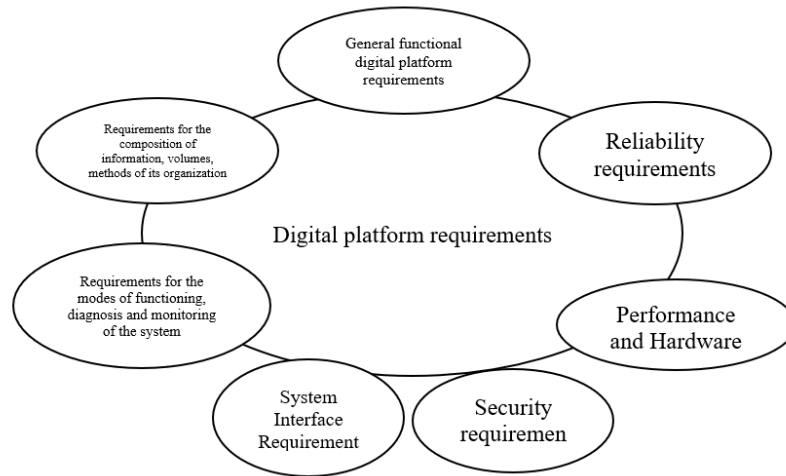 General functional
digital platform
requirements
Requirements for the
composition of
information, volumes,
methods of its organization
Reliability
requirements
Digital platform requirements
Requirements for the
modes of functioning,
diagnosis and monitoring
of the system
Performance
and Hardware
System
Interface
Requirement
Security
requiremen